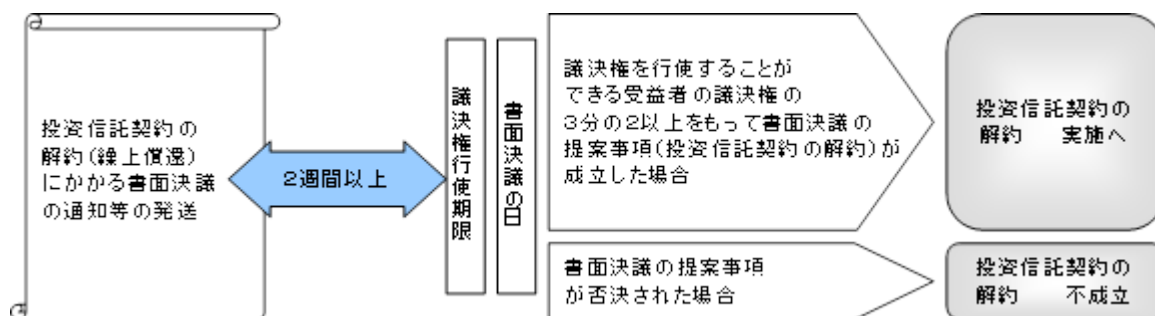 投資信託契約の
解約(繰上償還)
にかかる書面決議
の通知等の発送
2週間以上
議決権行使期限
書面決議の日
議決権を行使することが
できる受益者の議決権の
3分の2以上をもって書面決議の
提案事項(投資信託契約の解約)が
成立した場合
投資信託契約の
解約　実施へ
書面決議の提案事項
が否決された場合
投資信託契約の
解約　不成立